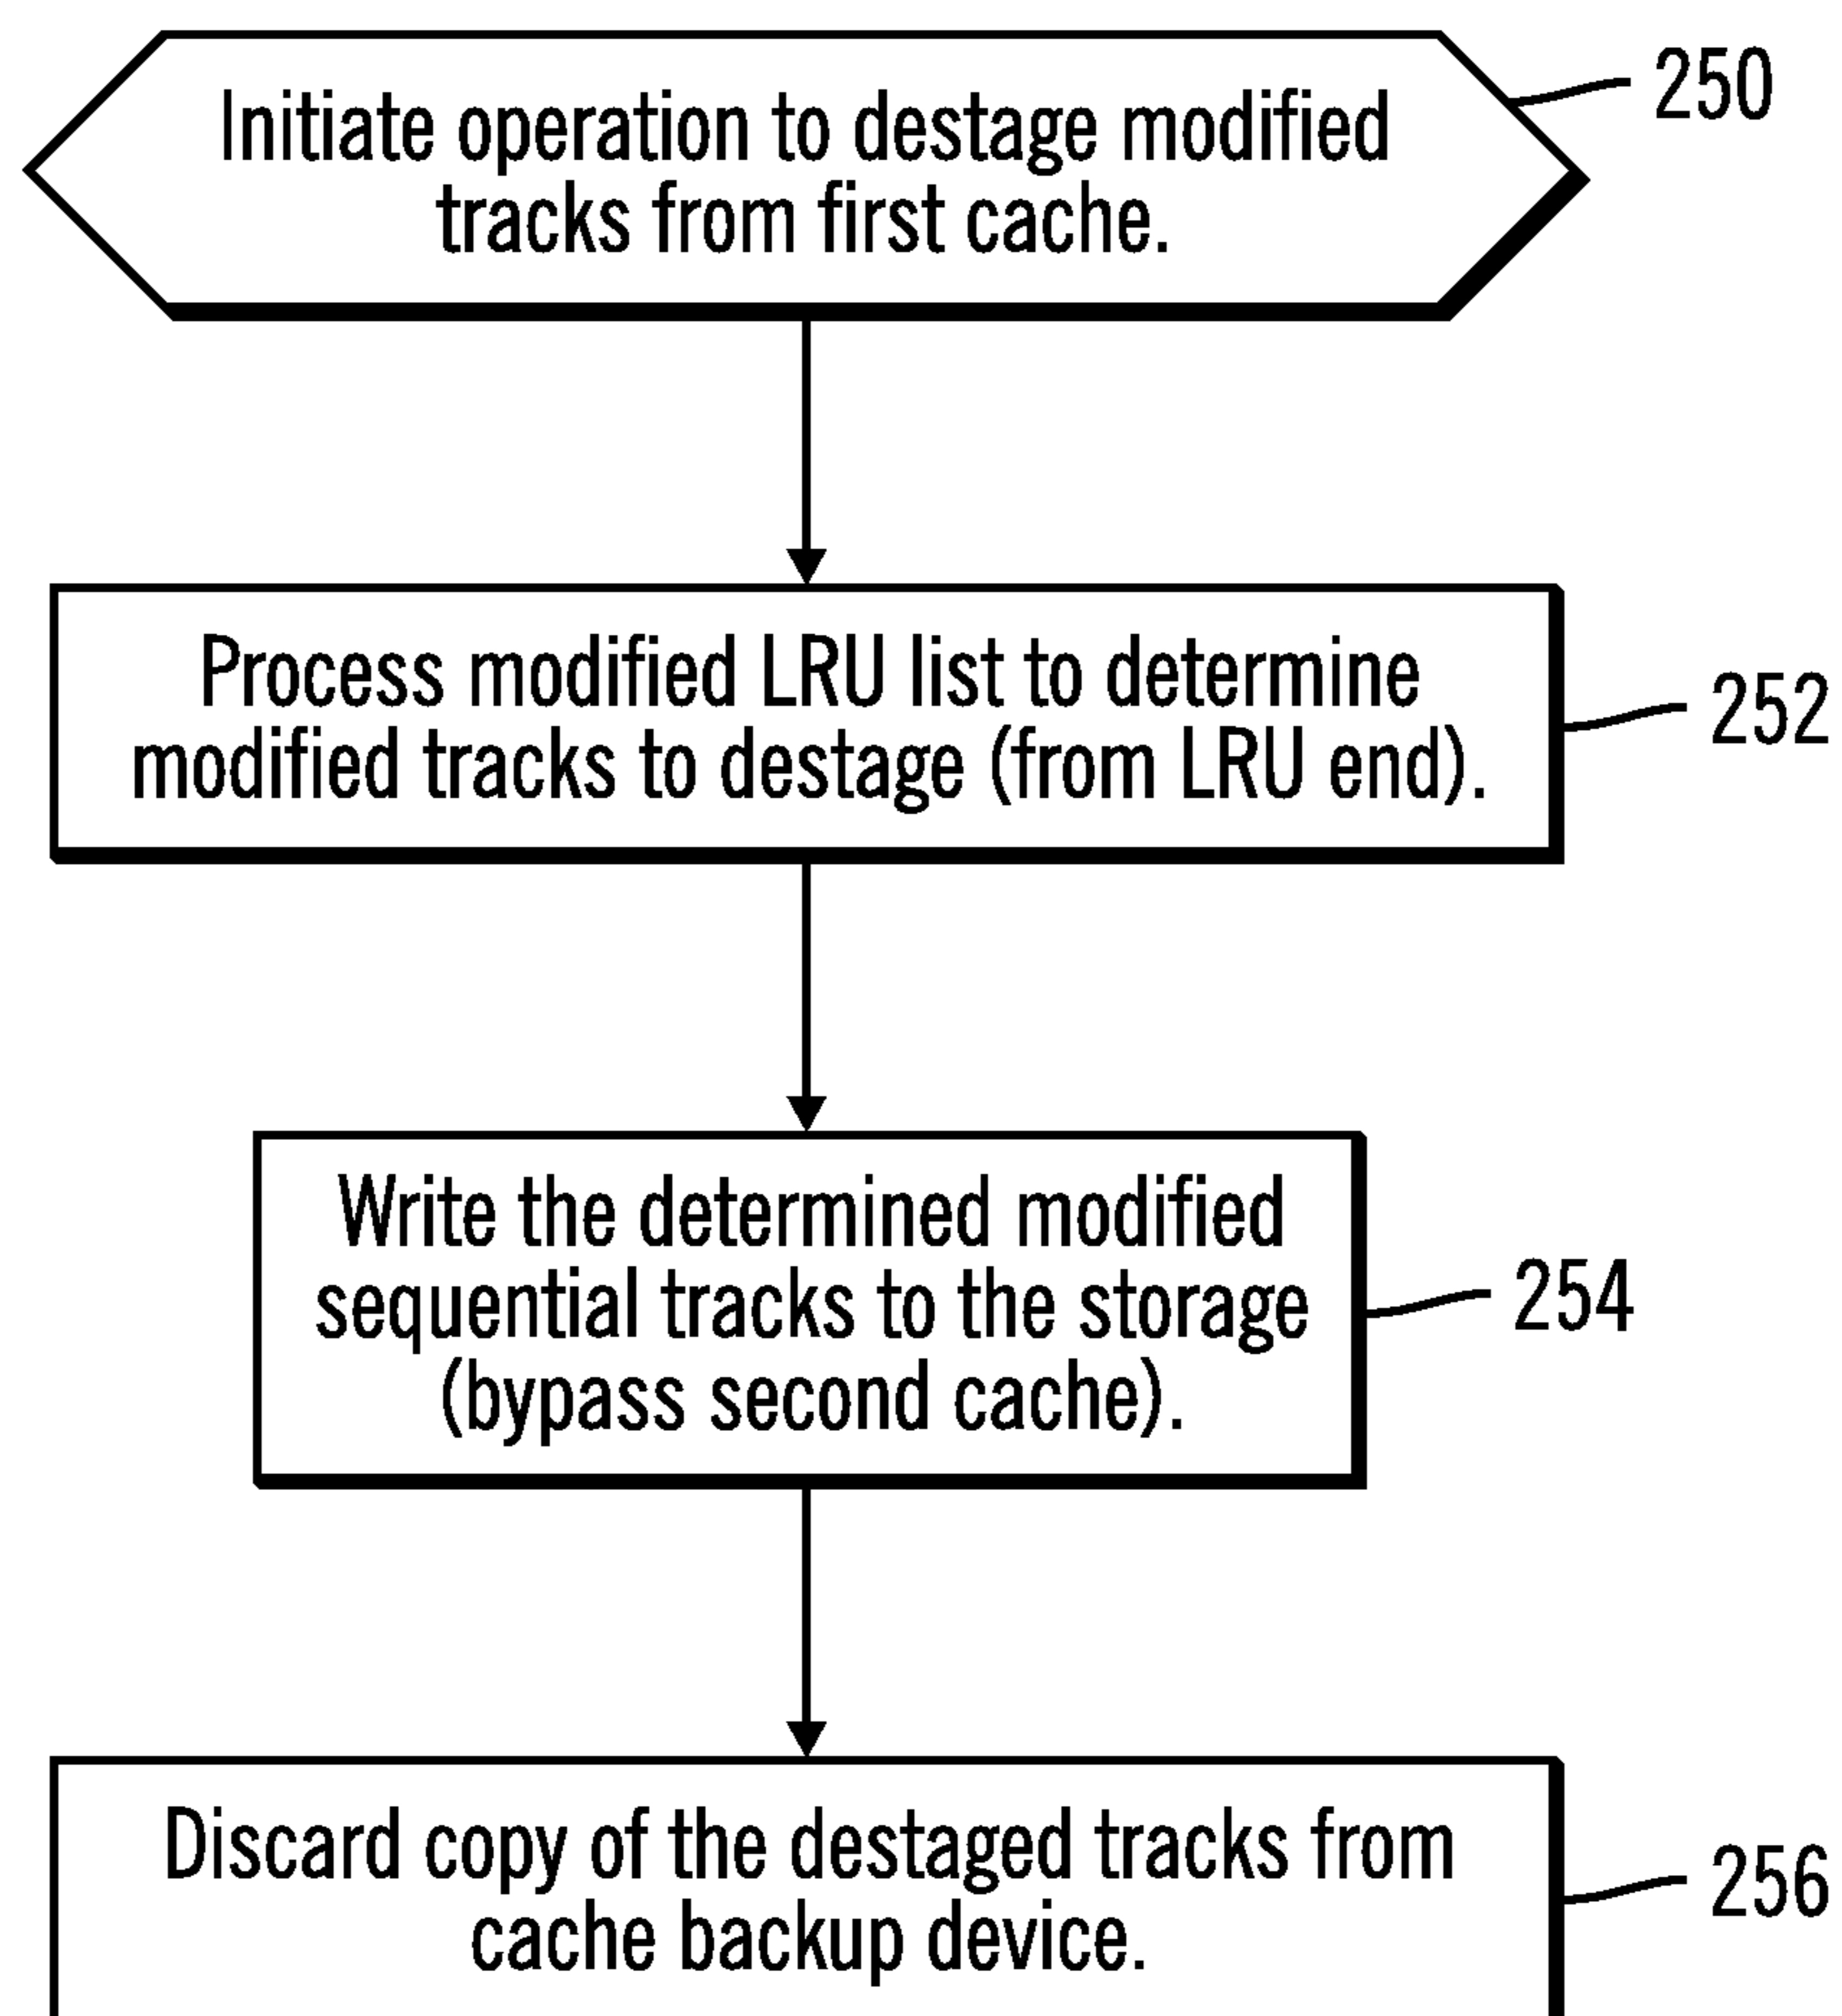 Initiate operation to destage modified
tracks from first cache.
250
Process modified LRU list to determine
modified tracks to destage (from LRU end).
252
Write the determined modified
sequential tracks to the storage
(bypass second cache).
254
Discard copy of the destaged tracks from
cache backup device.
256